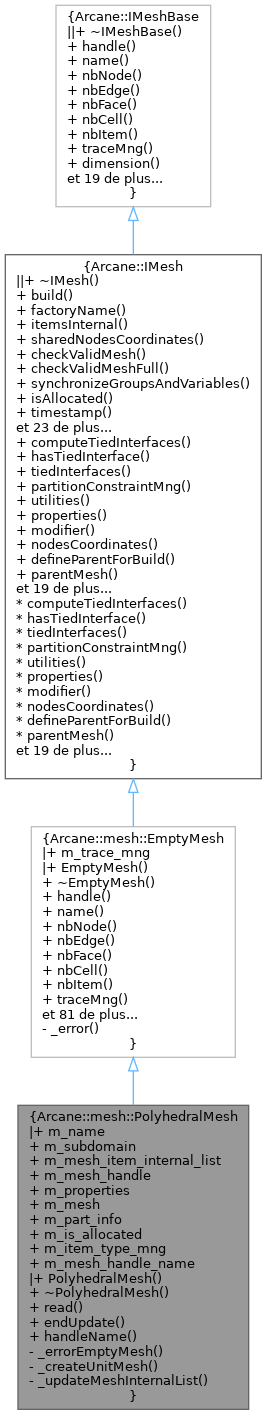 {Arcane::IMeshBase
||+ ~IMeshBase()
+ handle()
+ name()
+ nbNode()
+ nbEdge()
+ nbFace()
+ nbCell()
+ nbItem()
+ traceMng()
+ dimension()
et 19 de plus...
}
{Arcane::IMesh
||+ ~IMesh()
+ build()
+ factoryName()
+ itemsInternal()
+ sharedNodesCoordinates()
+ checkValidMesh()
+ checkValidMeshFull()
+ synchronizeGroupsAndVariables()
+ isAllocated()
+ timestamp()
et 23 de plus...
+ computeTiedInterfaces()
+ hasTiedInterface()
+ tiedInterfaces()
+ partitionConstraintMng()
+ utilities()
+ properties()
+ modifier()
+ nodesCoordinates()
+ defineParentForBuild()
+ parentMesh()
et 19 de plus...
* computeTiedInterfaces()
* hasTiedInterface()
* tiedInterfaces()
* partitionConstraintMng()
* utilities()
* properties()
* modifier()
* nodesCoordinates()
* defineParentForBuild()
* parentMesh()
et 19 de plus...
}
{Arcane::mesh::EmptyMesh
|+ m_trace_mng
|+ EmptyMesh()
+ ~EmptyMesh()
+ handle()
+ name()
+ nbNode()
+ nbEdge()
+ nbFace()
+ nbCell()
+ nbItem()
+ traceMng()
et 81 de plus...
- _error()
}
{Arcane::mesh::PolyhedralMesh
|+ m_name
+ m_subdomain
+ m_mesh_item_internal_list
+ m_mesh_handle
+ m_properties
+ m_mesh
+ m_part_info
+ m_is_allocated
+ m_item_type_mng
+ m_mesh_handle_name
|+ PolyhedralMesh()
+ ~PolyhedralMesh()
+ read()
+ endUpdate()
+ handleName()
- _errorEmptyMesh()
- _createUnitMesh()
- _updateMeshInternalList()
}